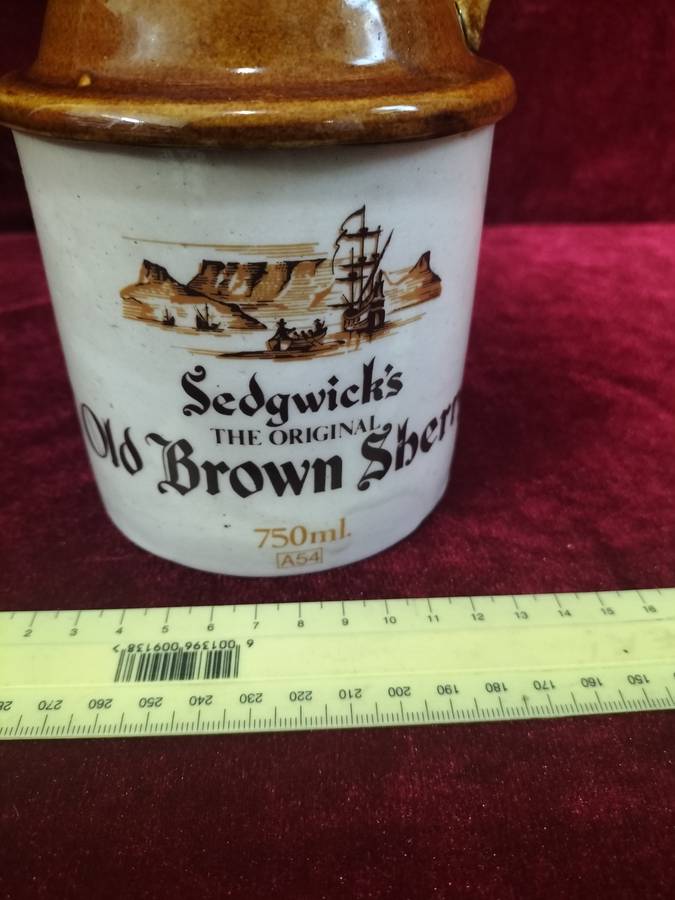 Sedgwick's
THE ORIGINAL
Old Brown Sherr
750ml.
A54
2 3 4 5 6 7 8 9 10 11 12 13 14 15 16
6 001396 009138 >
270 260 250 240 230 220 210 200 190 180 170 160 150